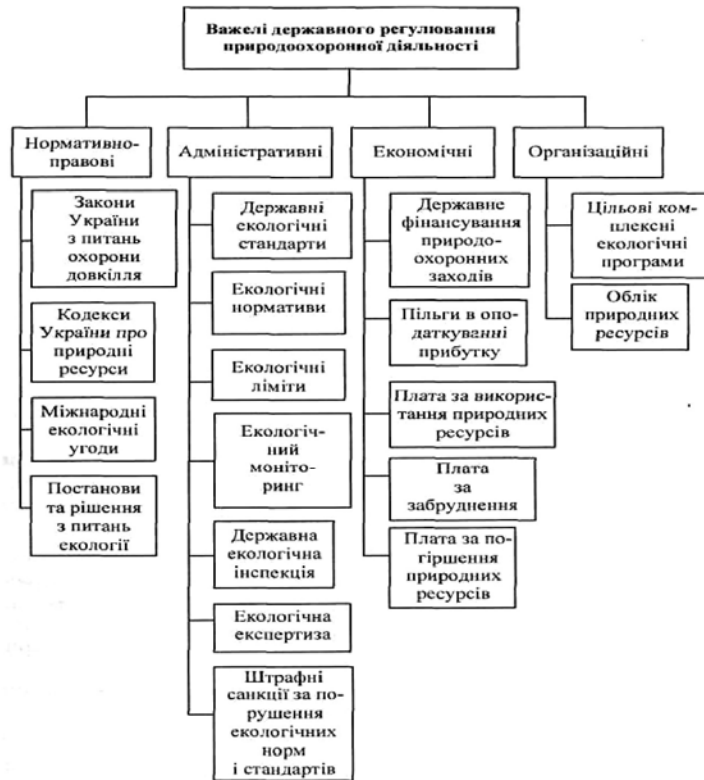 Важелі державного регулювання
природоохоронної діяльності
Нормативно-
правові
Адміністративні
Економічні
Організаційні
Закони
України
з питань
охорони
довкілля
Кодекси
України про
природні
ресурси
Міжнародні
екологічні
угоди
Постанови
та рішення
з питань
екології
Державні
екологічні
стандарти
Екологічні
нормативи
Екологічні
ліміти
Екологіч-
ний
моніто-
ринг
Державна
екологічна
інспекція
Екологічна
експертиза
Штрафні
санкції за по-
рушення
екологічних
норм
і стандартів
Державне
фінансування
природо-
охоронних
заходів
Пільги в опо-
даткуванні
прибутку
Плата за викорис-
тання природних
ресурсів
Плата
за
забруднення
Плата за по-
гіршення
природних
ресурсів
Цільові ком-
плексні
екологічні
програми
Облік
природних
ресурсів